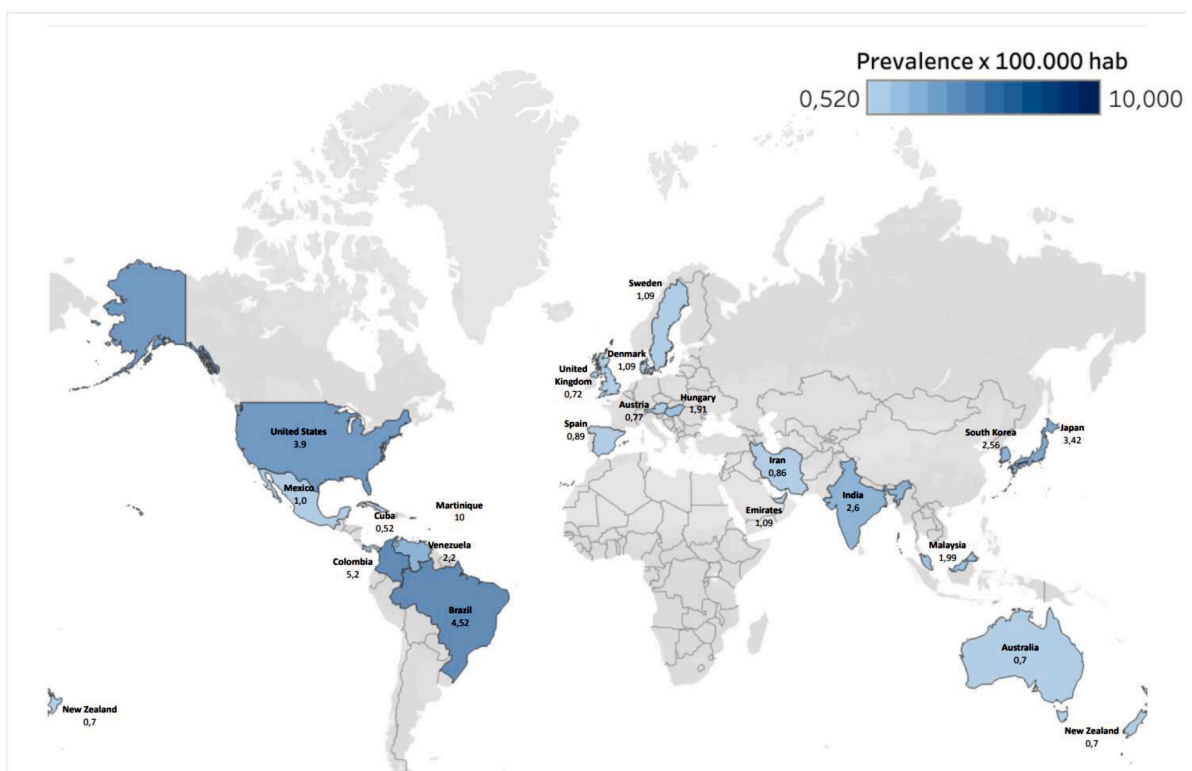 Prevalence x 100.000 hab
0,520
10,000
Sweden
1,09
Denmark
1,09
United
Kingdom
0,72
Hungary
1,91
Austria
0,77
Spain
0,89
United States
3.9
Mexico
1,0
Cuba
0,52
Martinique
10
Venezuela
2,2
Colombia
5,2
Brazil
4,52
Iran
0,86
Emirates
1,09
India
2,6
South Korea
2,56
Japan
3,42
Malaysia
1,99
Australia
0,7
New Zealand
0,7
New Zealand
0,7